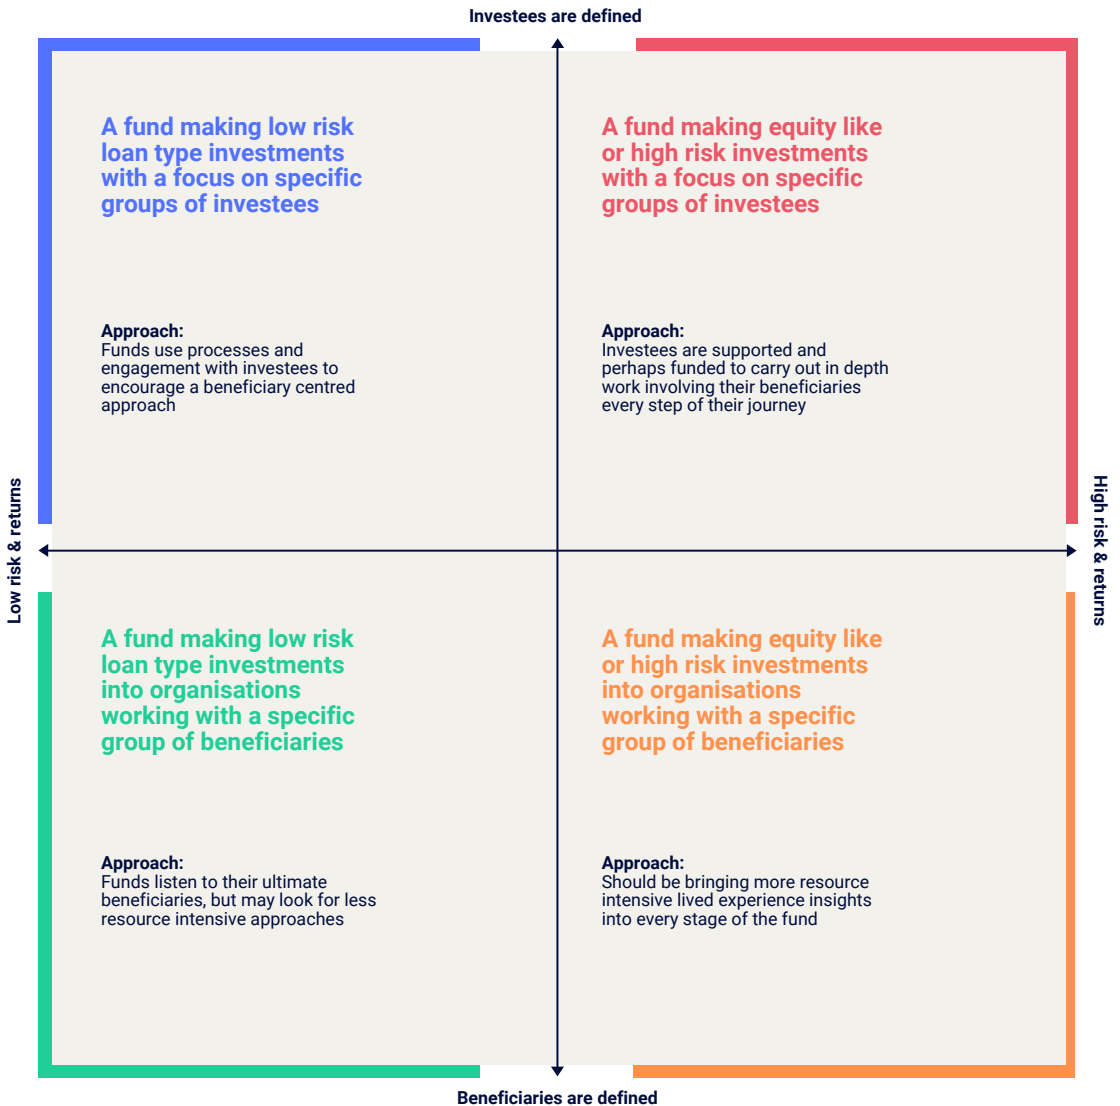 Investees are defined
A fund making low risk
loan type investments
with a focus on specific
groups of investees
Approach:
Funds use processes and
engagement with investees to
encourage a beneficiary centred
approach
A fund making equity like
or high risk investments
with a focus on specific
groups of investees
Approach:
Investees are supported and
perhaps funded to carry out in depth
work involving their beneficiaries
every step of their journey
Low risk & returns
High risk & returns
A fund making low risk
loan type investments
into organisations
working with a specific
group of beneficiaries
Approach:
Funds listen to their ultimate
beneficiaries, but may look for less
resource intensive approaches
A fund making equity like
or high risk investments
into organisations
working with a specific
group of beneficiaries
Approach:
Should be bringing more resource
intensive lived experience insights
into every stage of the fund
Beneficiaries are defined